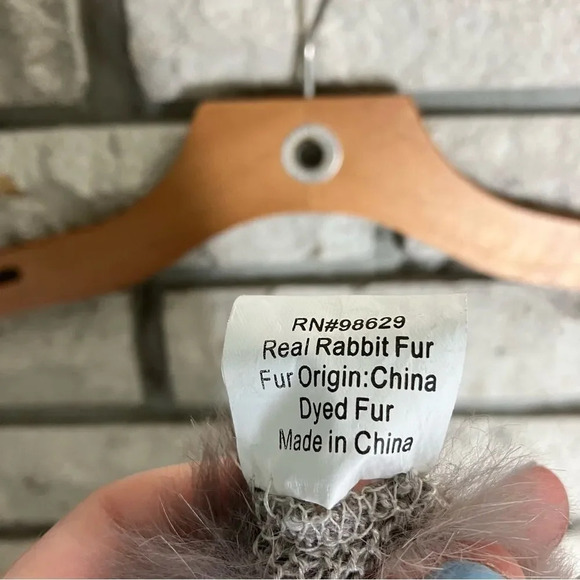 RN#98629
Real Rabbit Fur
Fur Origin:China
Dyed Fur
Made in China